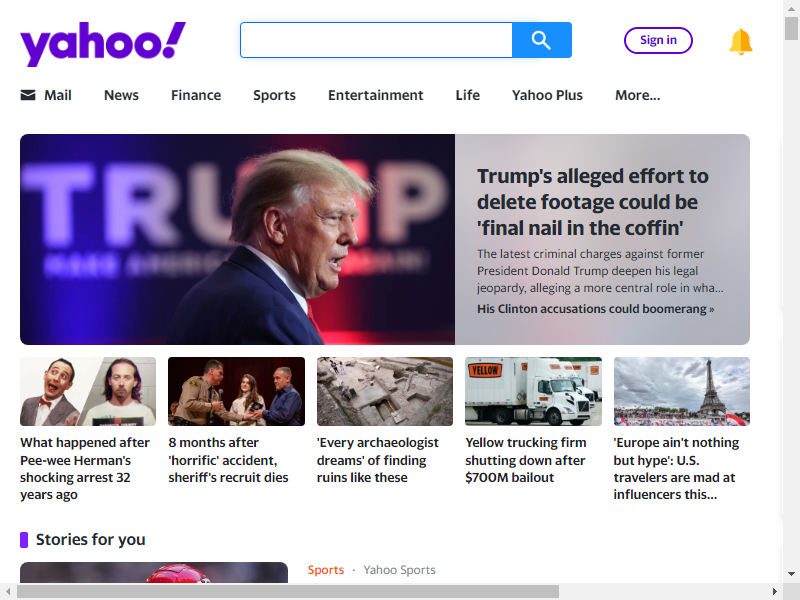 yahoo!
Sign in
Mail News Finance Sports Entertainment Life Yahoo Plus More...
TRUMP
MAKE AMERICA
Trump's alleged effort to
delete footage could be
'final nail in the coffin'
The latest criminal charges against former
President Donald Trump deepen his legal
jeopardy, alleging a more central role in wha...
His Clinton accusations could boomerang »
YELLOW
What happened after
Pee-wee Herman's
shocking arrest 32
years ago
8 months after
'horrific' accident,
sheriff's recruit dies
'Every archaeologist
dreams' of finding
ruins like these
Yellow trucking firm
shutting down after
$700M bailout
'Europe ain't nothing
but hype': U.S.
travelers are mad at
influencers this...
Stories for you
Sports · Yahoo Sports